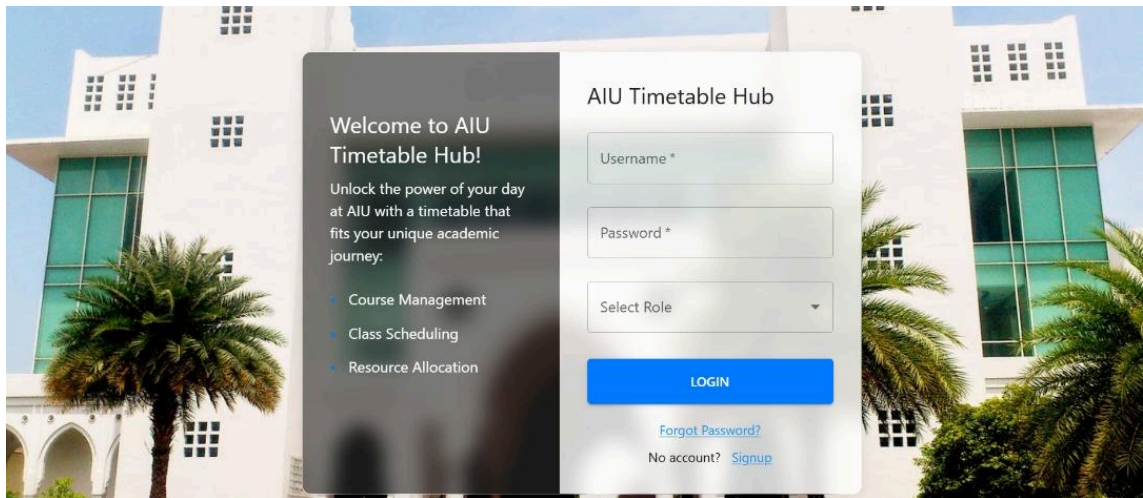 Welcome to AIU
Timetable Hub!
Unlock the power of your day
at AIU with a timetable that
fits your unique academic
journey:
Course Management
Class Scheduling
Resource Allocation
AIU Timetable Hub
Username *
Password *
Select Role
LOGIN
Forgot Password?
No account? Signup